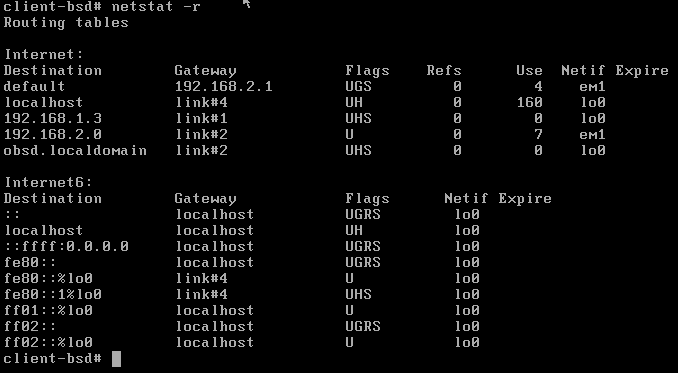 client-bsd# netstat -r
Routing tables
Internet:
Destination Gateway Flags Refs Use Netif Expire
default 192.168.2.1 UGS 0 4 em1
localhost link#4 UH 0 160 lo0
192.168.1.3 link#1 UHS 0 0 lo0
192.168.2.0 link#2 U 0 7 em1
obsd.localdomain link#2 UHS 0 0 lo0
Internet6:
Destination Gateway Flags Netif Expire
:: localhost UGRS lo0
localhost localhost UH lo0
::ffff:0.0.0.0 localhost UGRS lo0
fe80:: localhost UGRS lo0
fe80::%lo0 link#4 U lo0
fe80::1%lo0 link#4 UHS lo0
ff01::%lo0 localhost U lo0
ff02:: localhost UGRS lo0
ff02::%lo0 localhost U lo0
client-bsd#